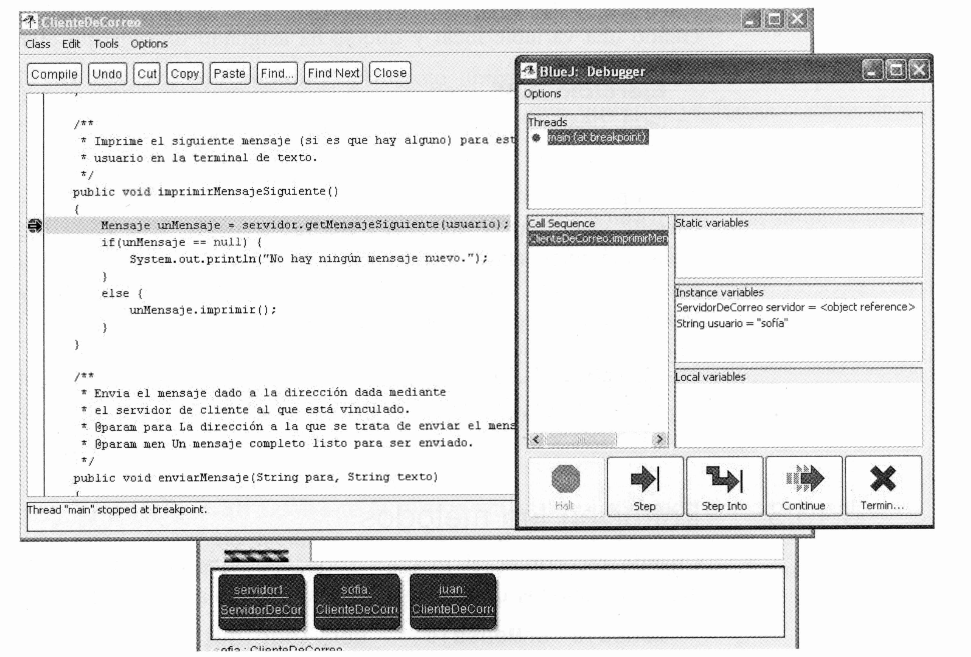 ClienteDeCorreo
Class Edit Tools Options
Compile Undo Cut Copy Paste Find... Find Next Close
/**
* Imprime el siguiente mensaje (si es que hay alguno) para est
* usuario en la terminal de texto.
*/
public void imprimirMensajeSiguiente()
{
Mensaje unMensaje = servidor.getMensajeSiguiente(usuario);
if(unMensaje == null) {
System.out.println("No hay ningún mensaje nuevo.");
}
else {
unMensaje.imprimir();
}
}
/**
* Envia el mensaje dado a la dirección dada mediante
* el servidor de cliente al que está vinculado.
* @param para La dirección a la que se trata de enviar el mens
* @param men Un mensaje completo listo para ser enviado.
*/
public void enviarMensaje(String para, String texto)
{
Thread "main" stopped at breakpoint.
BlueJ: Debugger
Options
Threads
main (at breakpoint)
Call Sequence
ClienteDeCorreo.imprimirMen
Static variables
Instance variables
ServidorDeCorreo servidor = <object reference>
String usuario = "sofía"
Local variables
Halt Step Step Into Continue Termin...
servidor1:
ServidorDeCor
sofia:
ClienteDeCorr
juan:
ClienteDeCorr
ofia : ClienteDeCorreo